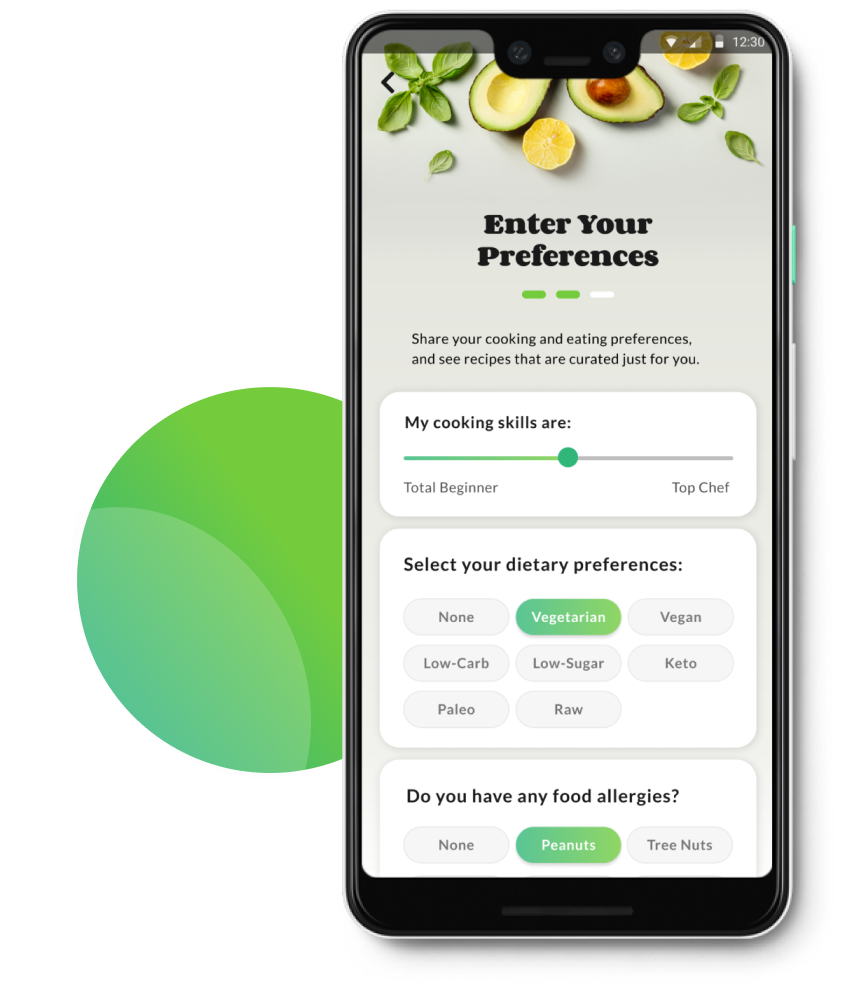 12:30
Enter Your
Preferences
Share your cooking and eating preferences,
and see recipes that are curated just for you.
My cooking skills are:
Total Beginner Top Chef
Select your dietary preferences:
None Vegetarian Vegan
Low-Carb Low-Sugar Keto
Paleo Raw
Do you have any food allergies?
None Peanuts Tree Nuts